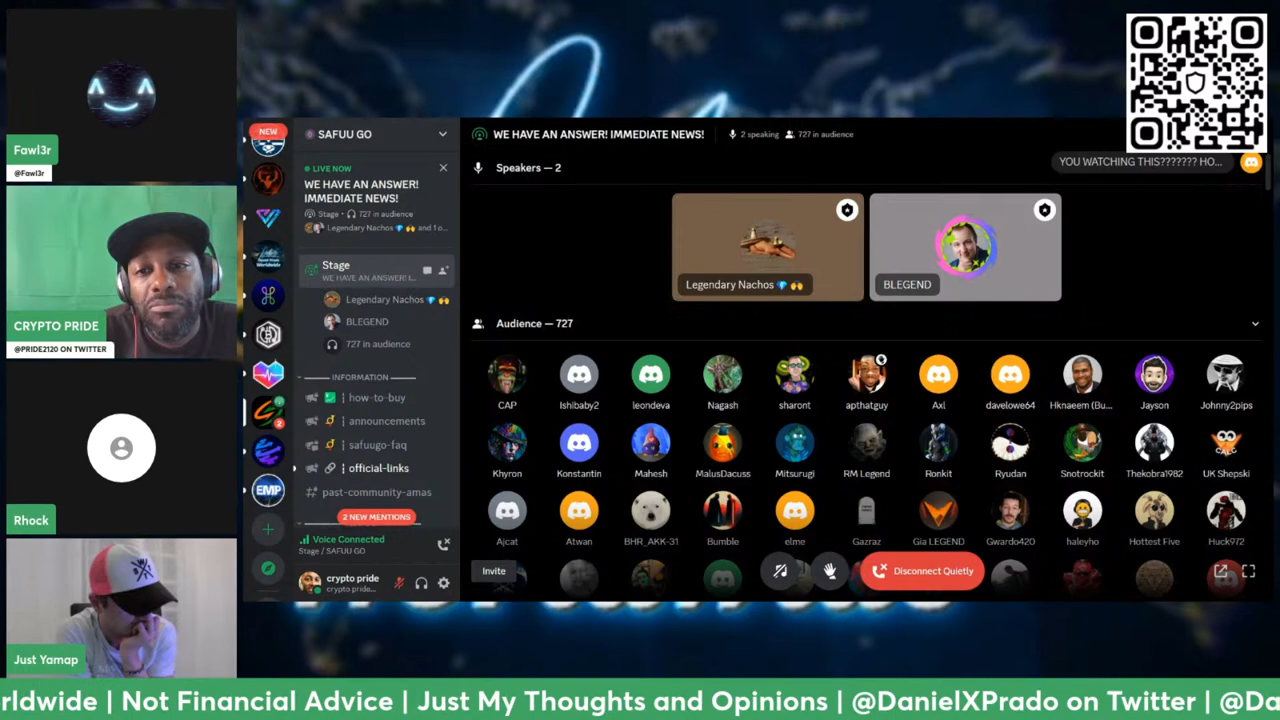 Fawl3r
@Fawl3r
CRYPTO PRIDE
@PRIDE2120 ON TWITTER
Rhock
Just Yamap
NEW
EMP
SAFUU GO
LIVE NOW
WE HAVE AN ANSWER!
IMMEDIATE NEWS!
Stage • 727 in audience
Legendary Nachos 💎 🙌 and 1 o...
Stage
WE HAVE AN ANSWER! I...
Legendary Nachos 💎 🙌
BLEGEND
727 in audience
INFORMATION
how-to-buy
announcements
safuugo-faq
official-links
past-community-amas
2 NEW MENTIONS
Voice Connected
Stage / SAFUU GO
crypto pride
crypto pride...
WE HAVE AN ANSWER! IMMEDIATE NEWS!
2 speaking
727 in audience
Speakers — 2
YOU WATCHING THIS??????? HO...
Legendary Nachos 💎 🙌
BLEGEND
Audience — 727
CAP
Ishibaby2
leondeva
Nagash
sharont
apthatguy
Axl
davelowe64
Hknaeem (Bu...
Jayson
Johnny2pips
Khyron
Konstantin
Mahesh
MalusDacuss
Mitsurugi
RM Legend
Ronkit
Ryudan
Snotrockit
Thekobra1982
UK Shepski
Ajcat
Atwan
BHR_AKK-31
Bumble
elme
Gazraz
Gia LEGEND
Gwardo420
haleyho
Hottest Five
Huck972
Invite
Disconnect Quietly
rldwide | Not Financial Advice | Just My Thoughts and Opinions | @DanielXPrado on Twitter | @Da